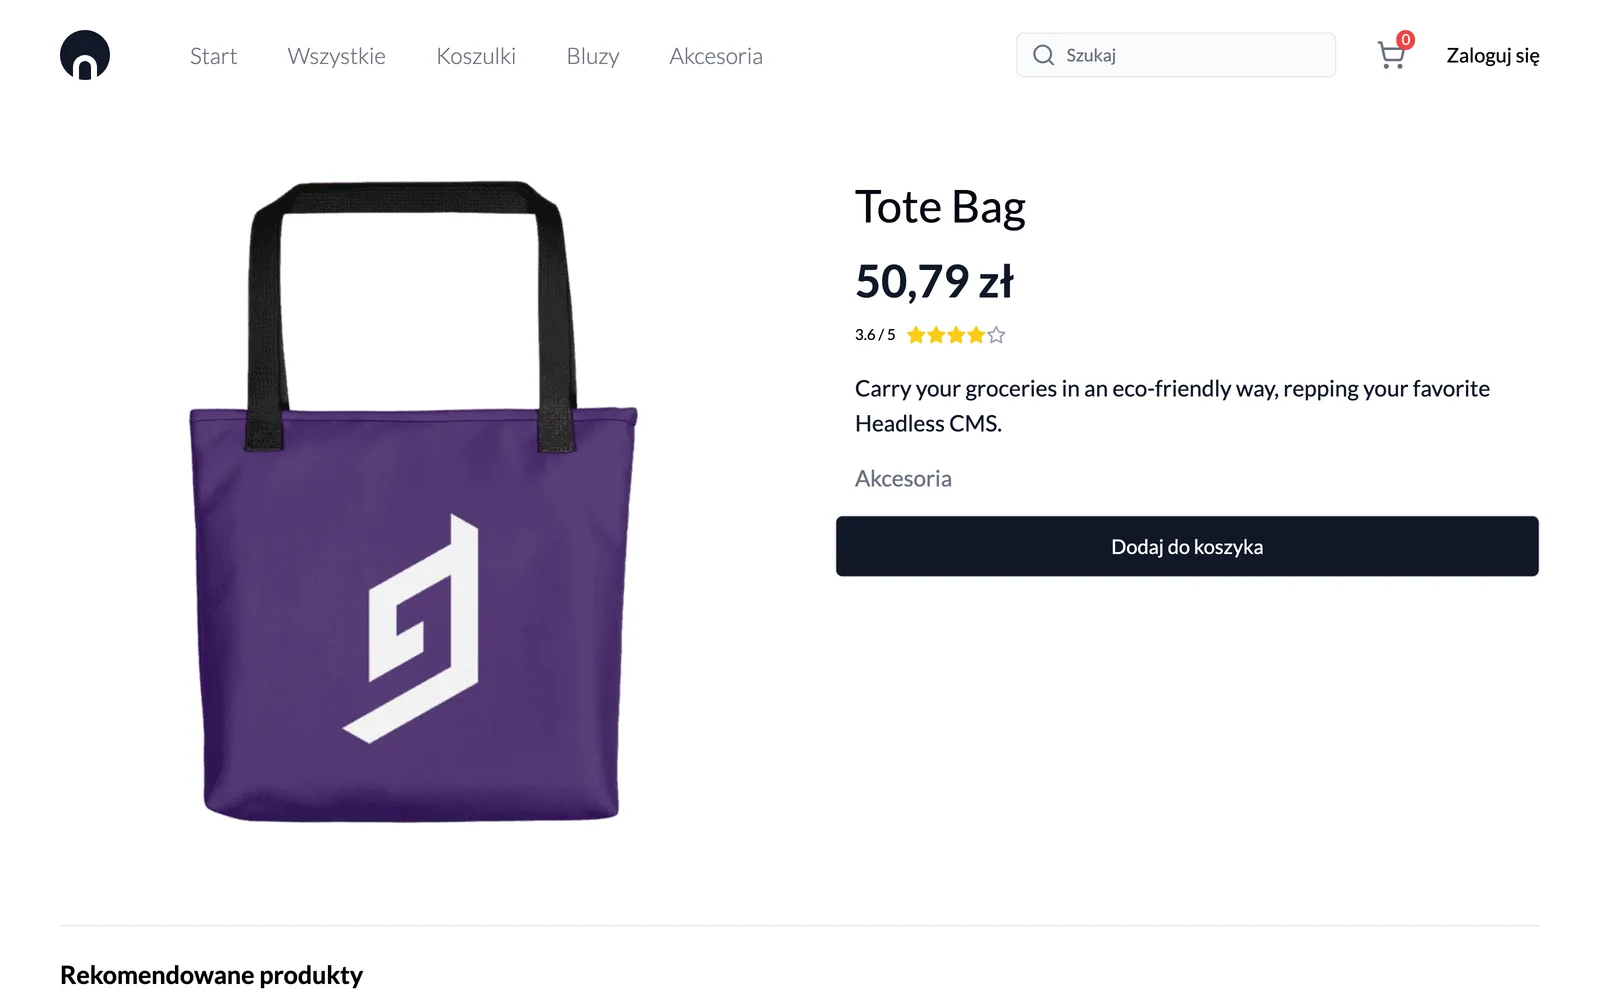 Start
Wszystkie
Koszulki
Bluzy
Akcesoria
Szukaj
0
Zaloguj się
Tote Bag
50,79 zł
3.6 / 5
Carry your groceries in an eco-friendly way, repping your favorite
Headless CMS.
Akcesoria
Dodaj do koszyka
Rekomendowane produkty